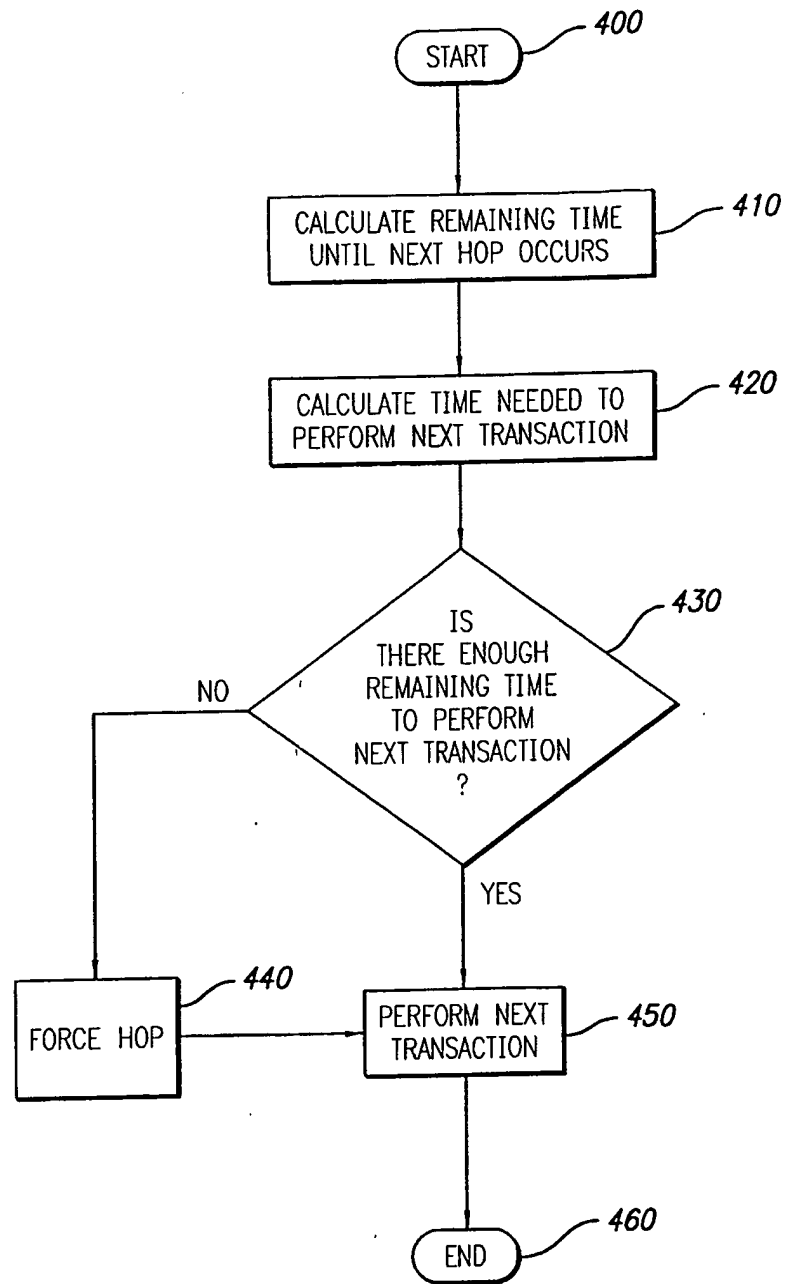 START
400
CALCULATE REMAINING TIME
UNTIL NEXT HOP OCCURS
410
CALCULATE TIME NEEDED TO
PERFORM NEXT TRANSACTION
420
IS
THERE ENOUGH
REMAINING TIME
TO PERFORM
NEXT TRANSACTION
?
430
NO
YES
FORCE HOP
440
PERFORM NEXT
TRANSACTION
450
END
460